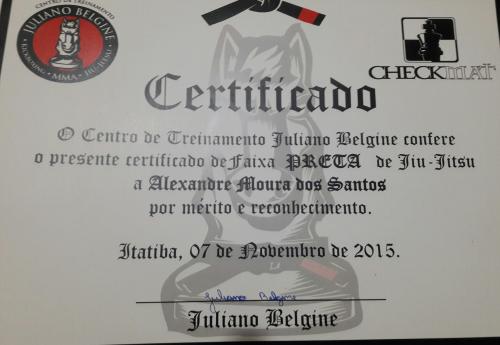 CENTRO DE TREINAMENTO
JULIANO BELGINE
KICKBOXING • MMA • JIU-JITSU
CHECKMAT
Certificado
O Centro de Treinamento Juliano Belgine confere
o presente certificado de Faixa PRETA de Jiu-Jitsu
a Alexandre Moura dos Santos
por mérito e reconhecimento.
Itatiba, 07 de Novembro de 2015.
Juliano Belgine
Juliano Belgine